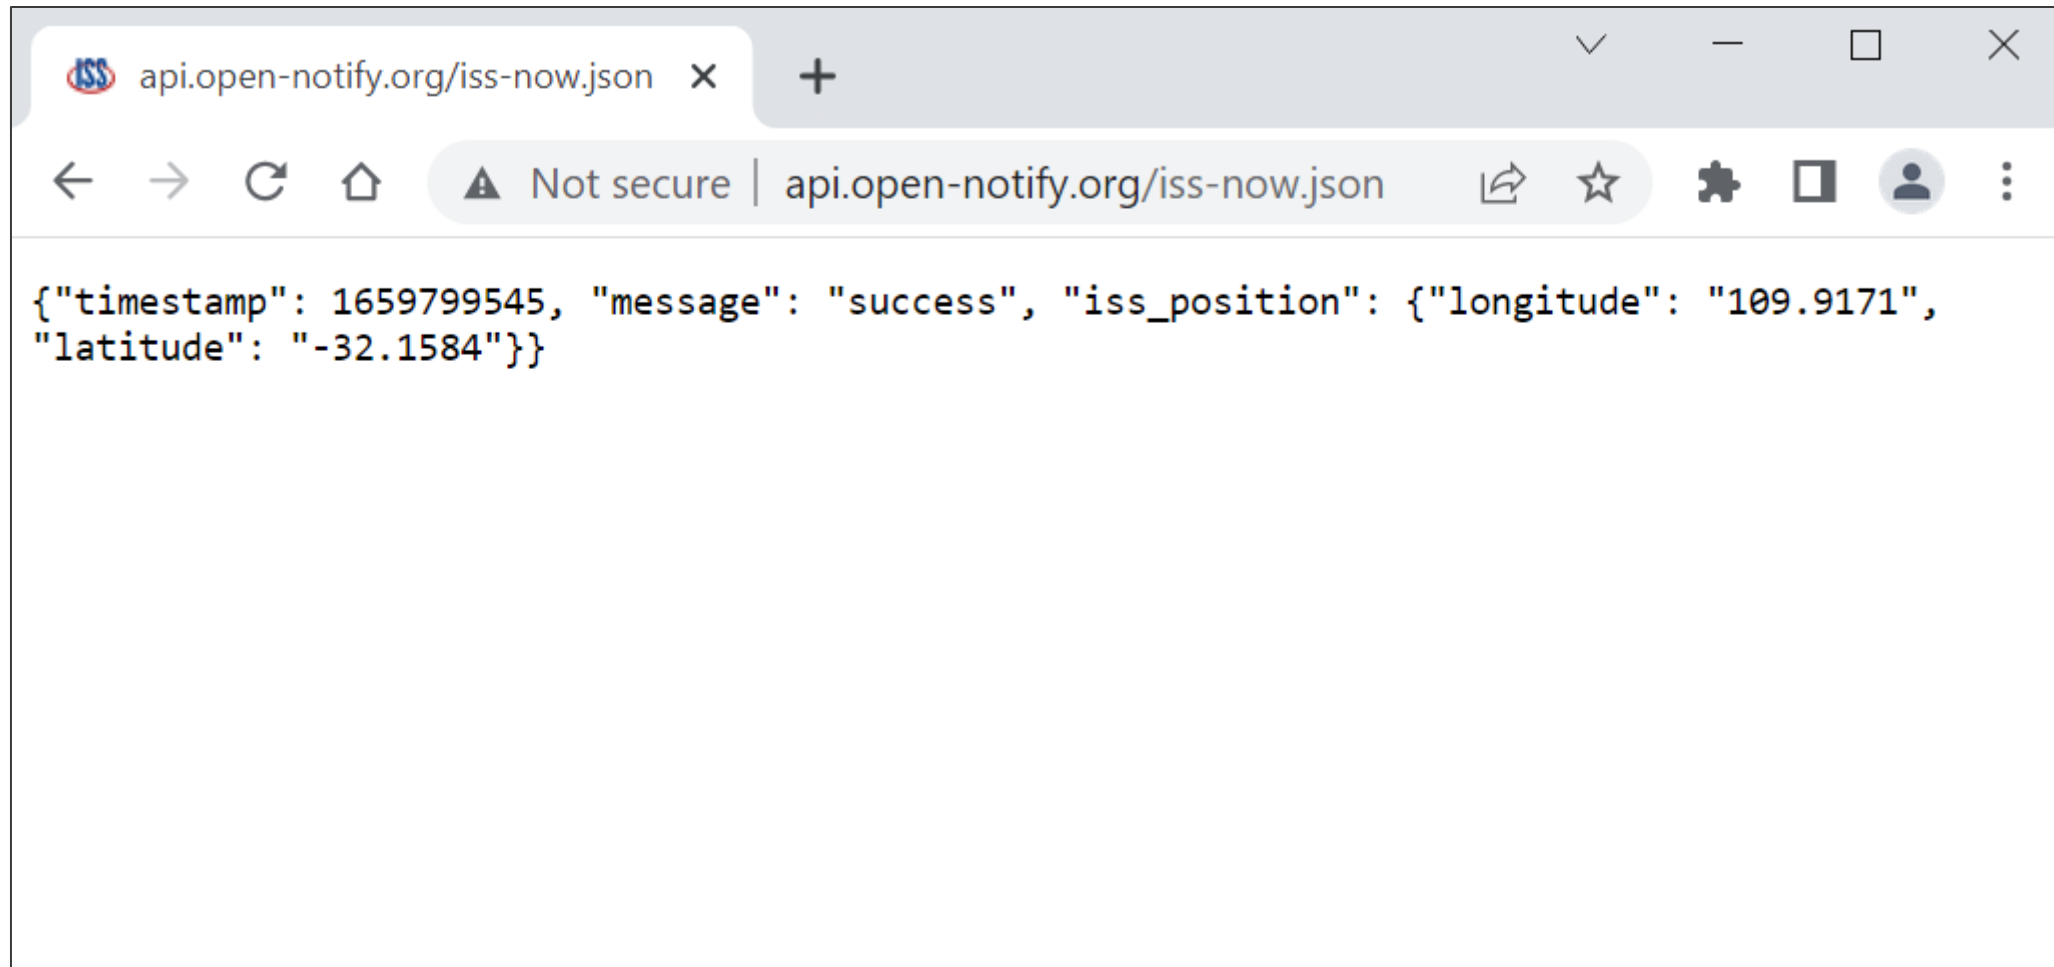 ISS api.open-notify.org/iss-now.json
Not secure | api.open-notify.org/iss-now.json
{"timestamp": 1659799545, "message": "success", "iss_position": {"longitude": "109.9171",
"latitude": "-32.1584"}}